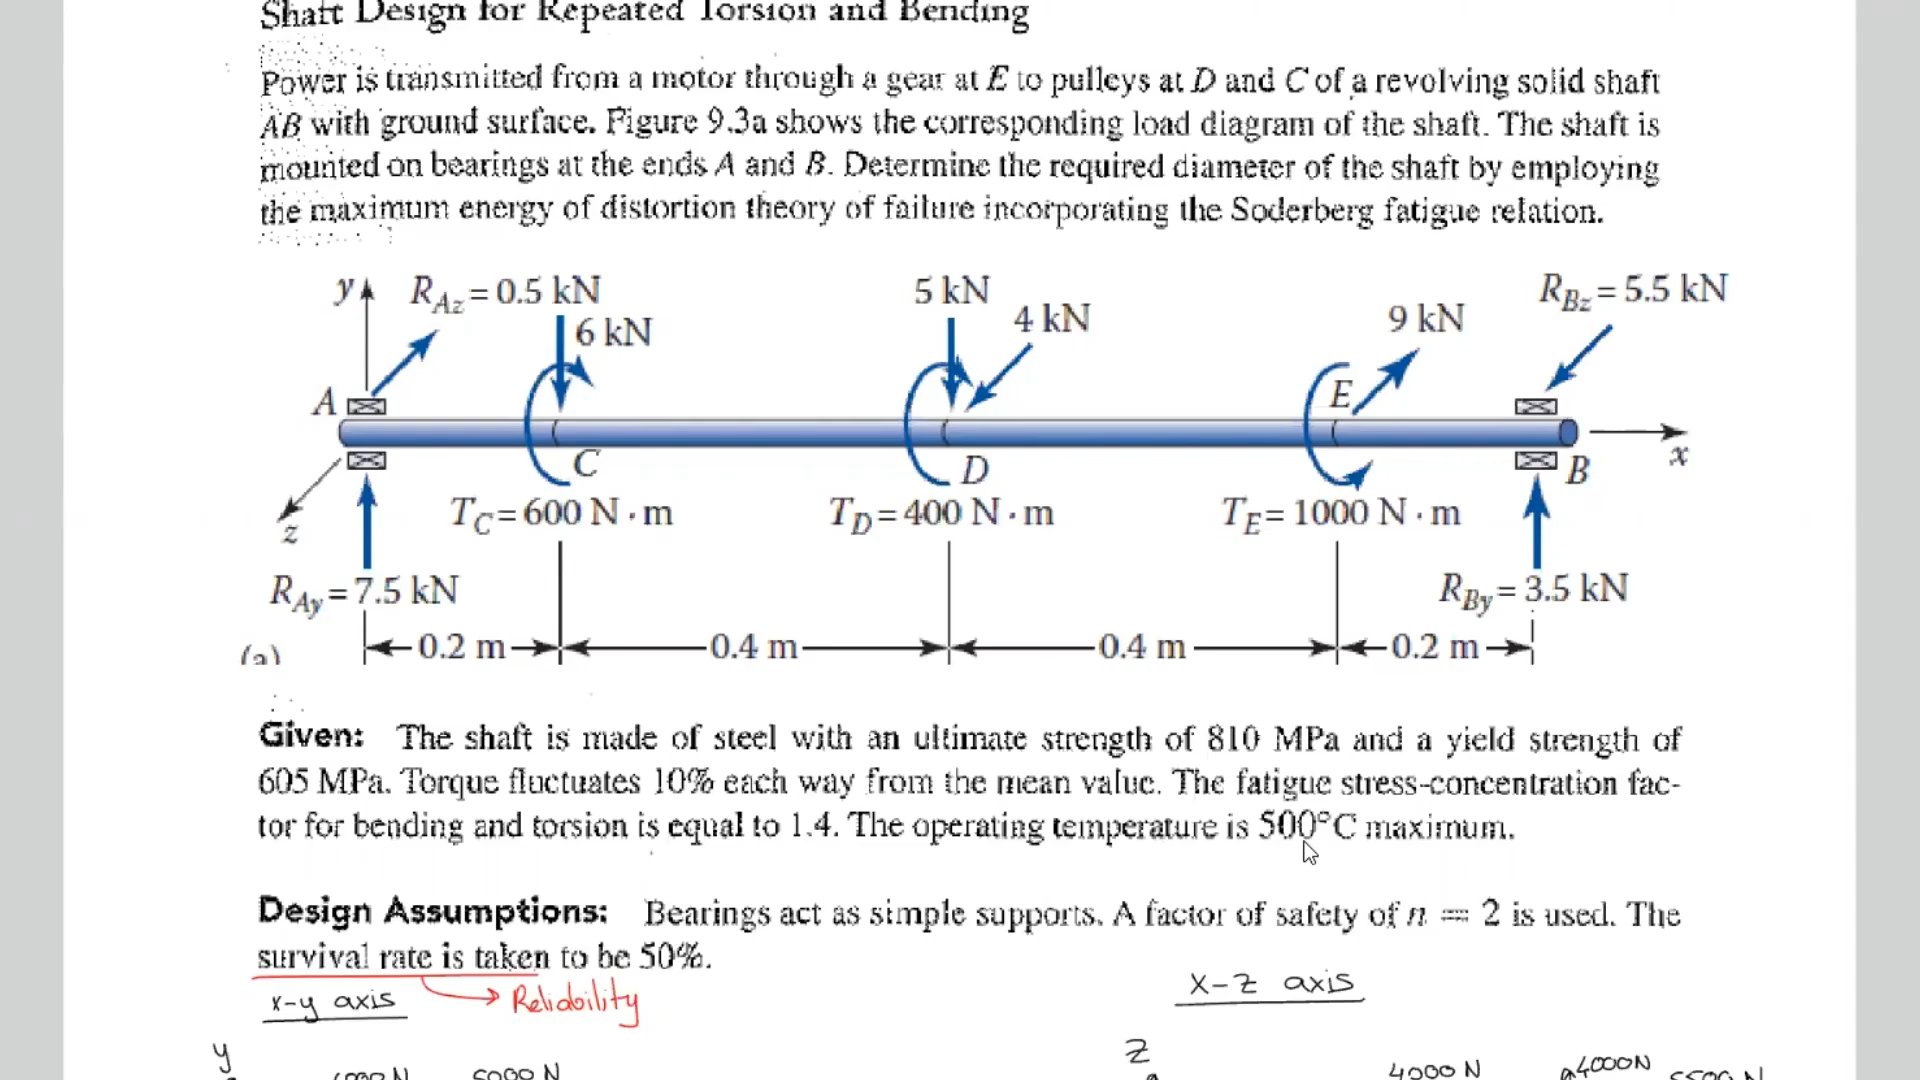 Shaft Design for Repeated Torsion and Bending
Power is transmitted from a motor through a gear at E to pulleys at D and C of a revolving solid shaft
AB with ground surface. Figure 9.3a shows the corresponding load diagram of the shaft. The shaft is
mounted on bearings at the ends A and B. Determine the required diameter of the shaft by employing
the maximum energy of distortion theory of failure incorporating the Soderberg fatigue relation.
y
R_Az = 0.5 kN
6 kN
5 kN
4 kN
9 kN
R_Bz = 5.5 kN
A
E
C
D
B
x
z
T_C = 600 N · m
T_D = 400 N · m
T_E = 1000 N · m
R_Ay = 7.5 kN
R_By = 3.5 kN
(a)
0.2 m
0.4 m
0.4 m
0.2 m
Given: The shaft is made of steel with an ultimate strength of 810 MPa and a yield strength of
605 MPa. Torque fluctuates 10% each way from the mean value. The fatigue stress-concentration fac-
tor for bending and torsion is equal to 1.4. The operating temperature is 500°C maximum.
Design Assumptions: Bearings act as simple supports. A factor of safety of n = 2 is used. The
survival rate is taken to be 50%.
x-y axis
Reliability
x-z axis
y
5000 N
z
4000 N
4000N
5500 N